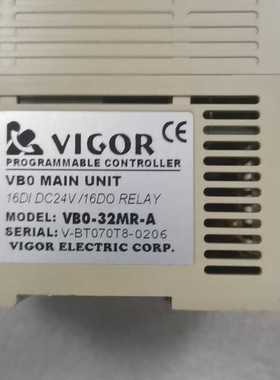 VIGOR CE
PROGRAMMABLE CONTROLLER
VB0 MAIN UNIT
16DI DC24V/16DO RELAY
MODEL: VB0-32MR-A
SERIAL: V-BT070T8-0206
VIGOR ELECTRIC CORP.